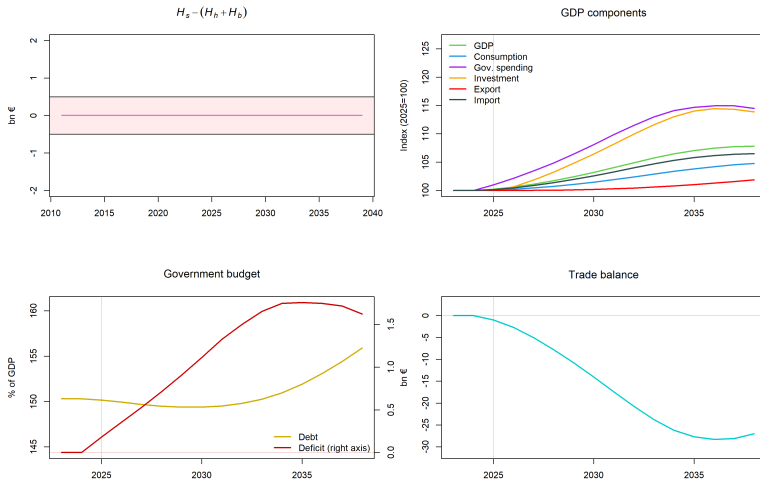 Hs – (Hh + Hb)
bn €
2
1
0
-1
-2
2010
2015
2020
2025
2030
2035
2040
GDP components
Index (2025=100)
125
120
115
110
105
100
GDP
Consumption
Gov. spending
Investment
Export
Import
2025
2030
2035
Government budget
% of GDP
160
155
150
145
Debt
Deficit (right axis)
1.5
1.0
0.5
0.0
bn €
2025
2030
2035
Trade balance
0
-5
-10
-15
-20
-25
-30
2025
2030
2035